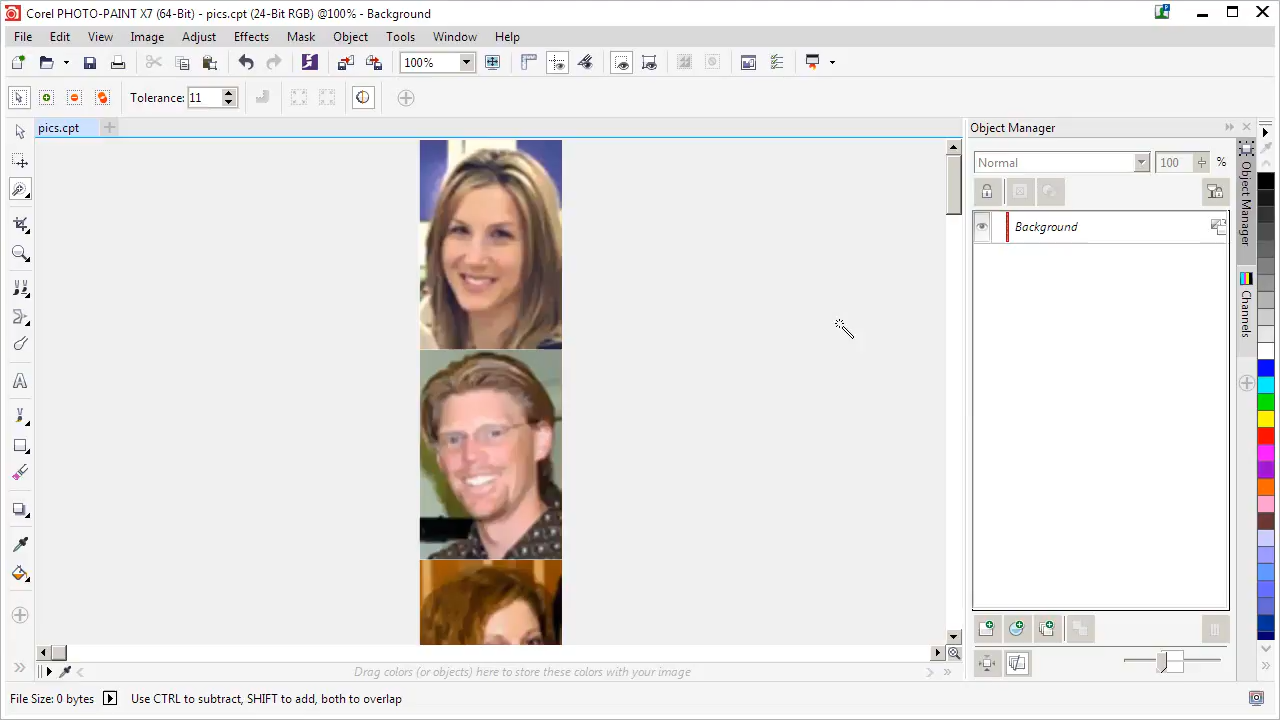 Corel PHOTO-PAINT X7 (64-Bit) - pics.cpt (24-Bit RGB) @100% - Background
File Edit View Image Adjust Effects Mask Object Tools Window Help
100%
Tolerance: 11
pics.cpt
Object Manager
Normal 100 %
Background
Object Manager
Channels
Drag colors (or objects) here to store these colors with your image
File Size: 0 bytes Use CTRL to subtract, SHIFT to add, both to overlap